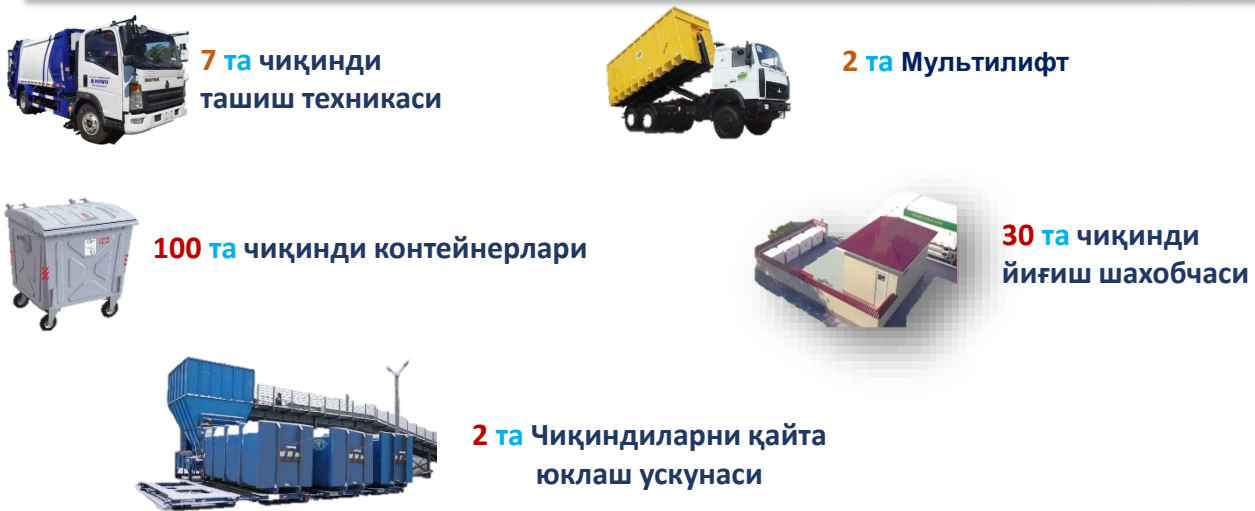 7 та чиқинди
ташиш техникаси
2 та Мультилифт
100 та чиқинди контейнерлари
30 та чиқинди
йиғиш шахобчаси
2 та Чиқиндиларни қайта
юклаш ускунаси